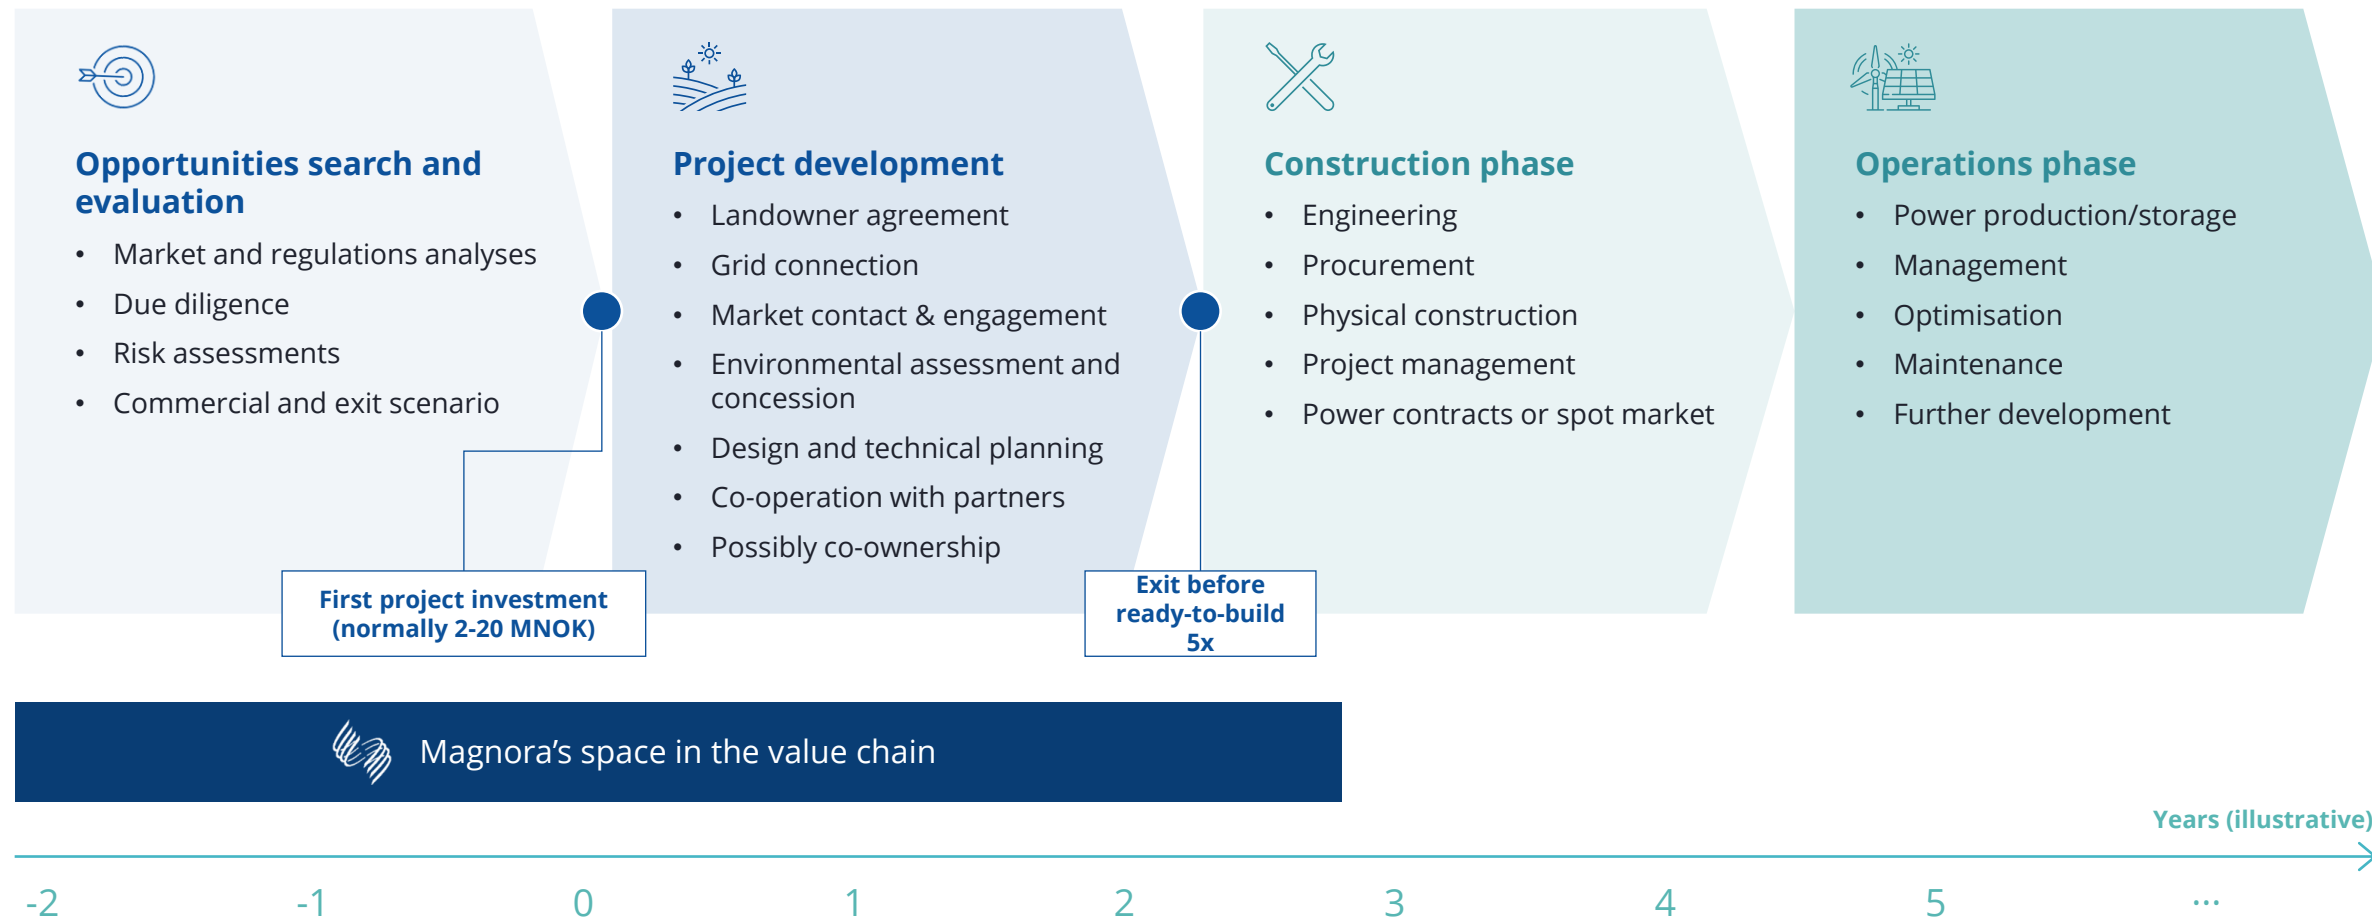 Opportunities search and
evaluation
• Market and regulations analyses
• Due diligence
• Risk assessments
• Commercial and exit scenario
Project development
• Landowner agreement
• Grid connection
• Market contact & engagement
• Environmental assessment and
concession
• Design and technical planning
• Co-operation with partners
• Possibly co-ownership
Construction phase
• Engineering
• Procurement
• Physical construction
• Project management
• Power contracts or spot market
Operations phase
• Power production/storage
• Management
• Optimisation
• Maintenance
• Further development
First project investment
(normally 2-20 MNOK)
Exit before
ready-to-build
5x
Magnora’s space in the value chain
Years (illustrative)
-2 -1 0 1 2 3 4 5 ...